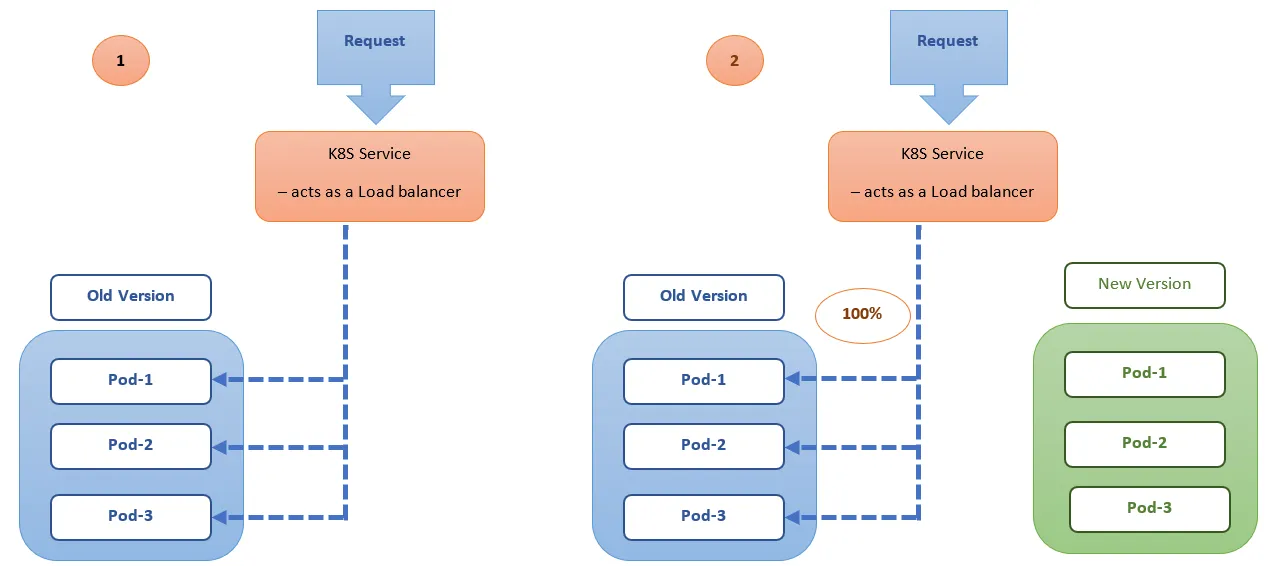 1
Request
K8S Service
– acts as a Load balancer
Old Version
Pod-1
Pod-2
Pod-3
2
Request
K8S Service
– acts as a Load balancer
Old Version
100%
Pod-1
Pod-2
Pod-3
New Version
Pod-1
Pod-2
Pod-3